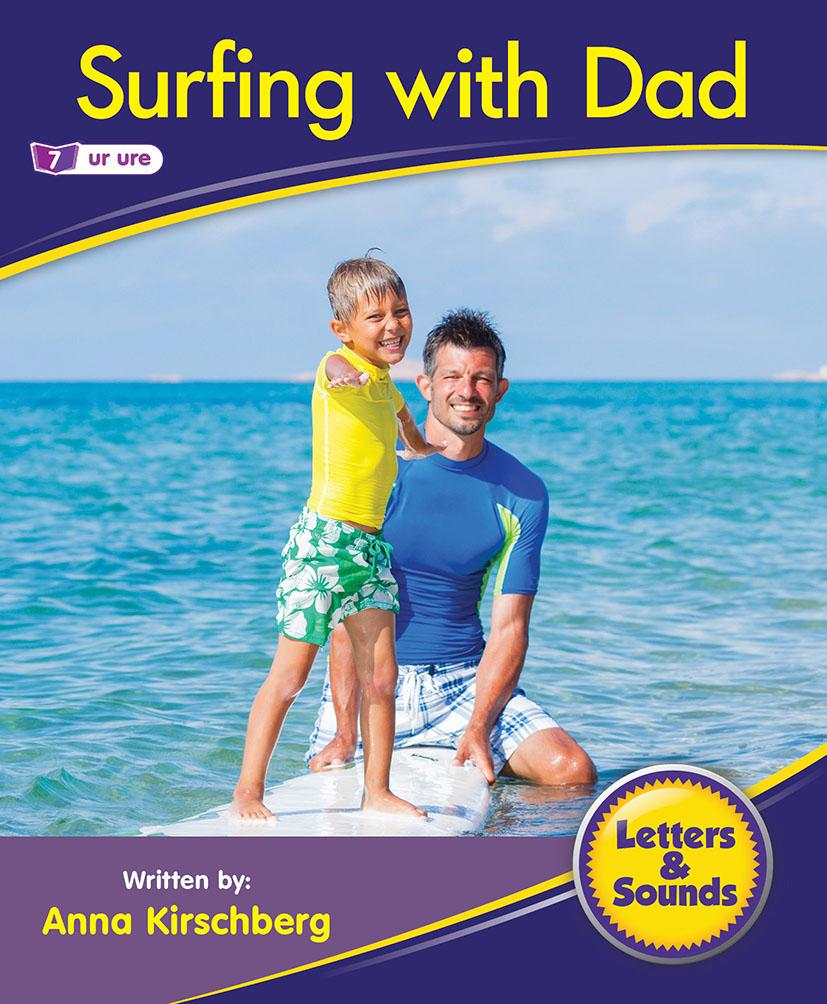 Surfing with Dad
7 ur ure
Written by:
Anna Kirschberg
Letters
&
Sounds